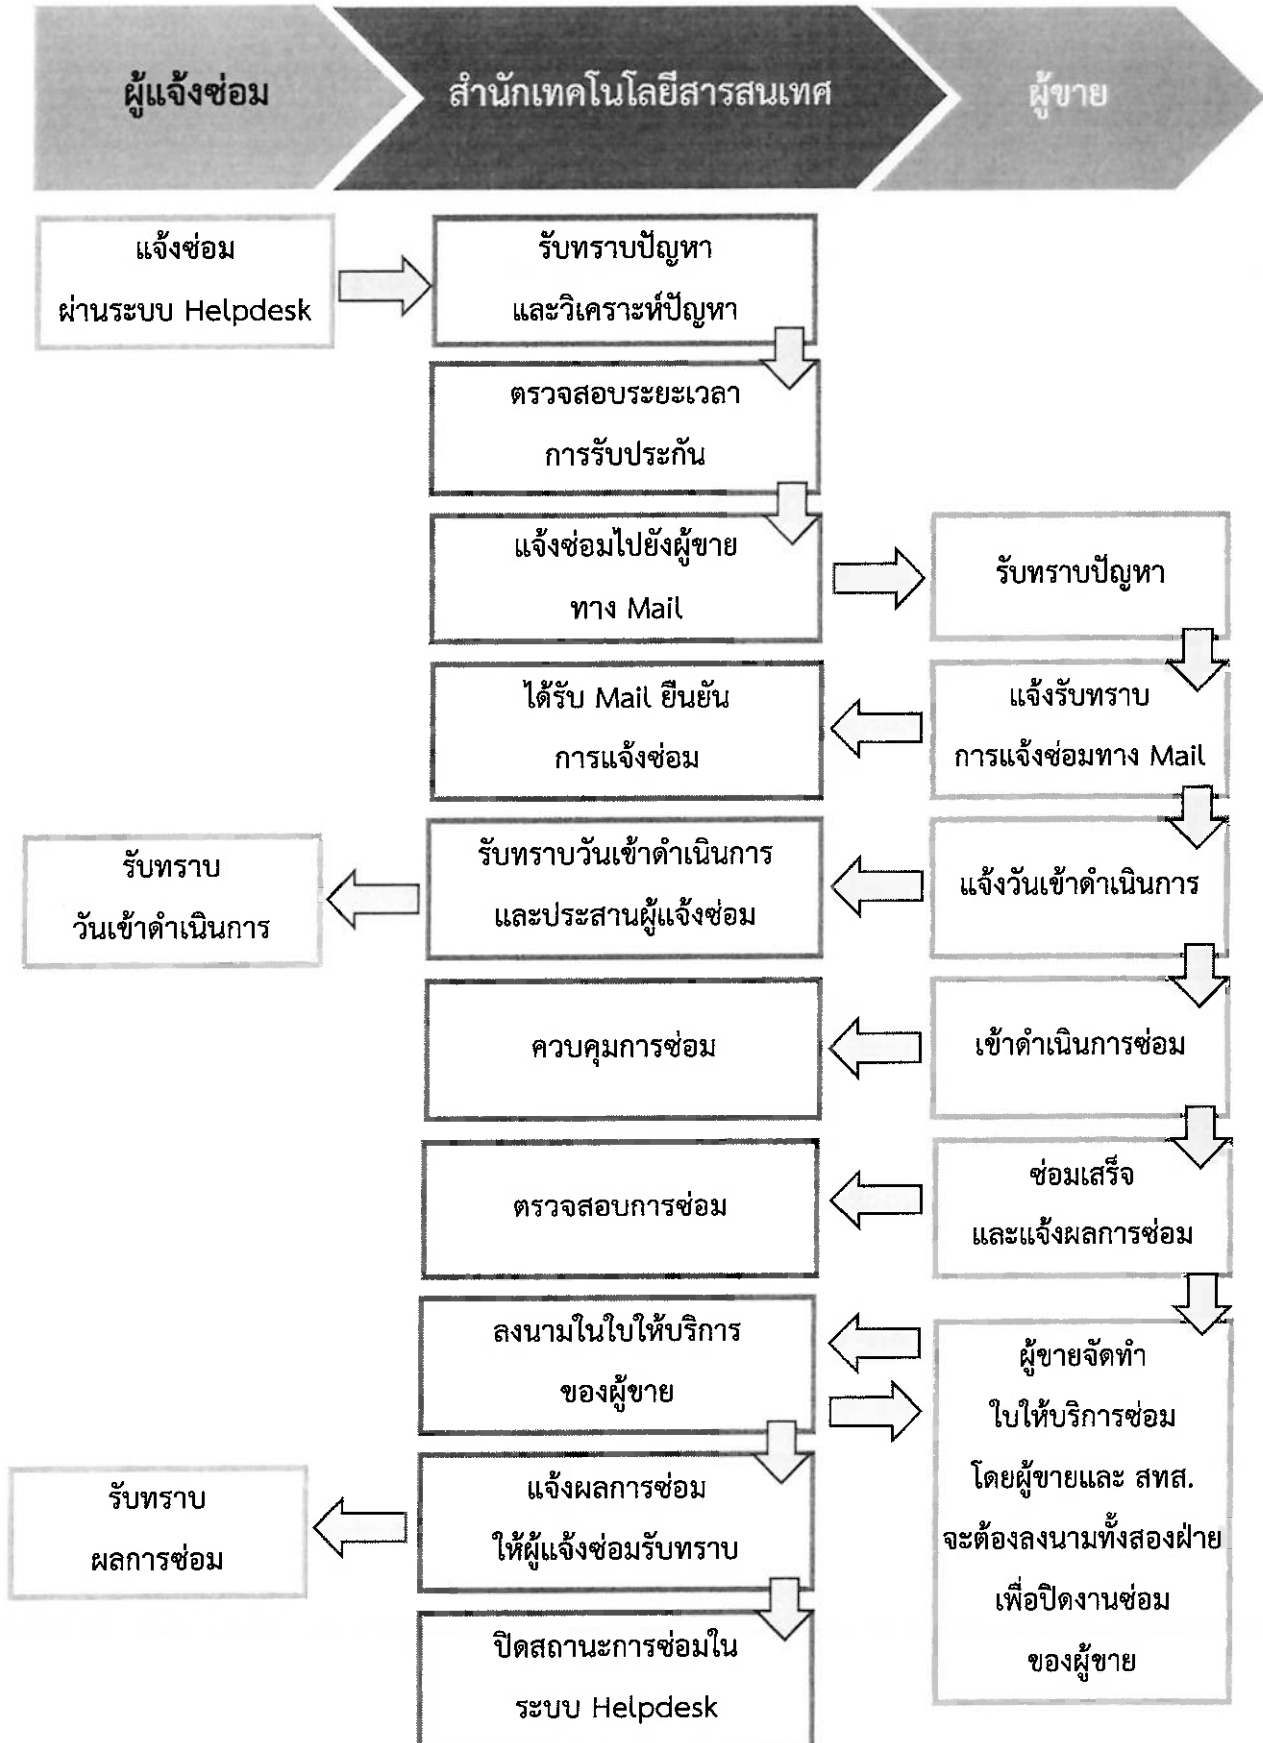 ผู้แจ้งซ่อม
สำนักเทคโนโลยีสารสนเทศ
ผู้ขาย
แจ้งซ่อม
ผ่านระบบ Helpdesk
รับทราบปัญหา
และวิเคราะห์ปัญหา
ตรวจสอบระยะเวลา
การรับประกัน
แจ้งซ่อมไปยังผู้ขาย
ทาง Mail
รับทราบปัญหา
ได้รับ Mail ยืนยัน
การแจ้งซ่อม
แจ้งรับทราบ
การแจ้งซ่อมทาง Mail
รับทราบ
วันเข้าดำเนินการ
รับทราบวันเข้าดำเนินการ
และประสานผู้แจ้งซ่อม
แจ้งวันเข้าดำเนินการ
ควบคุมการซ่อม
เข้าดำเนินการซ่อม
ตรวจสอบการซ่อม
ซ่อมเสร็จ
และแจ้งผลการซ่อม
ลงนามในใบให้บริการ
ของผู้ขาย
ผู้ขายจัดทำ
ใบให้บริการซ่อม
โดยผู้ขายและ สทส.
จะต้องลงนามทั้งสองฝ่าย
เพื่อปิดงานซ่อม
ของผู้ขาย
รับทราบ
ผลการซ่อม
แจ้งผลการซ่อม
ให้ผู้แจ้งซ่อมรับทราบ
ปิดสถานะการซ่อมใน
ระบบ Helpdesk